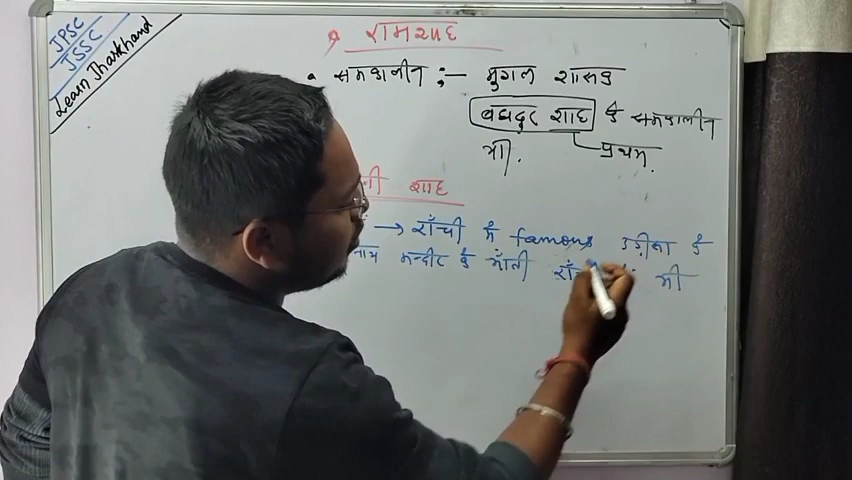 JPSC
JSSC
Learn Jharkhand
रामशाह
• समकालीन :— मुगल शासक
बहादुर शाह के समकालीन
था.
प्रथम.
नी शाह
→ राँची में famous उड़ीसा के
नाथ मन्दीर के भाँती राँ भी